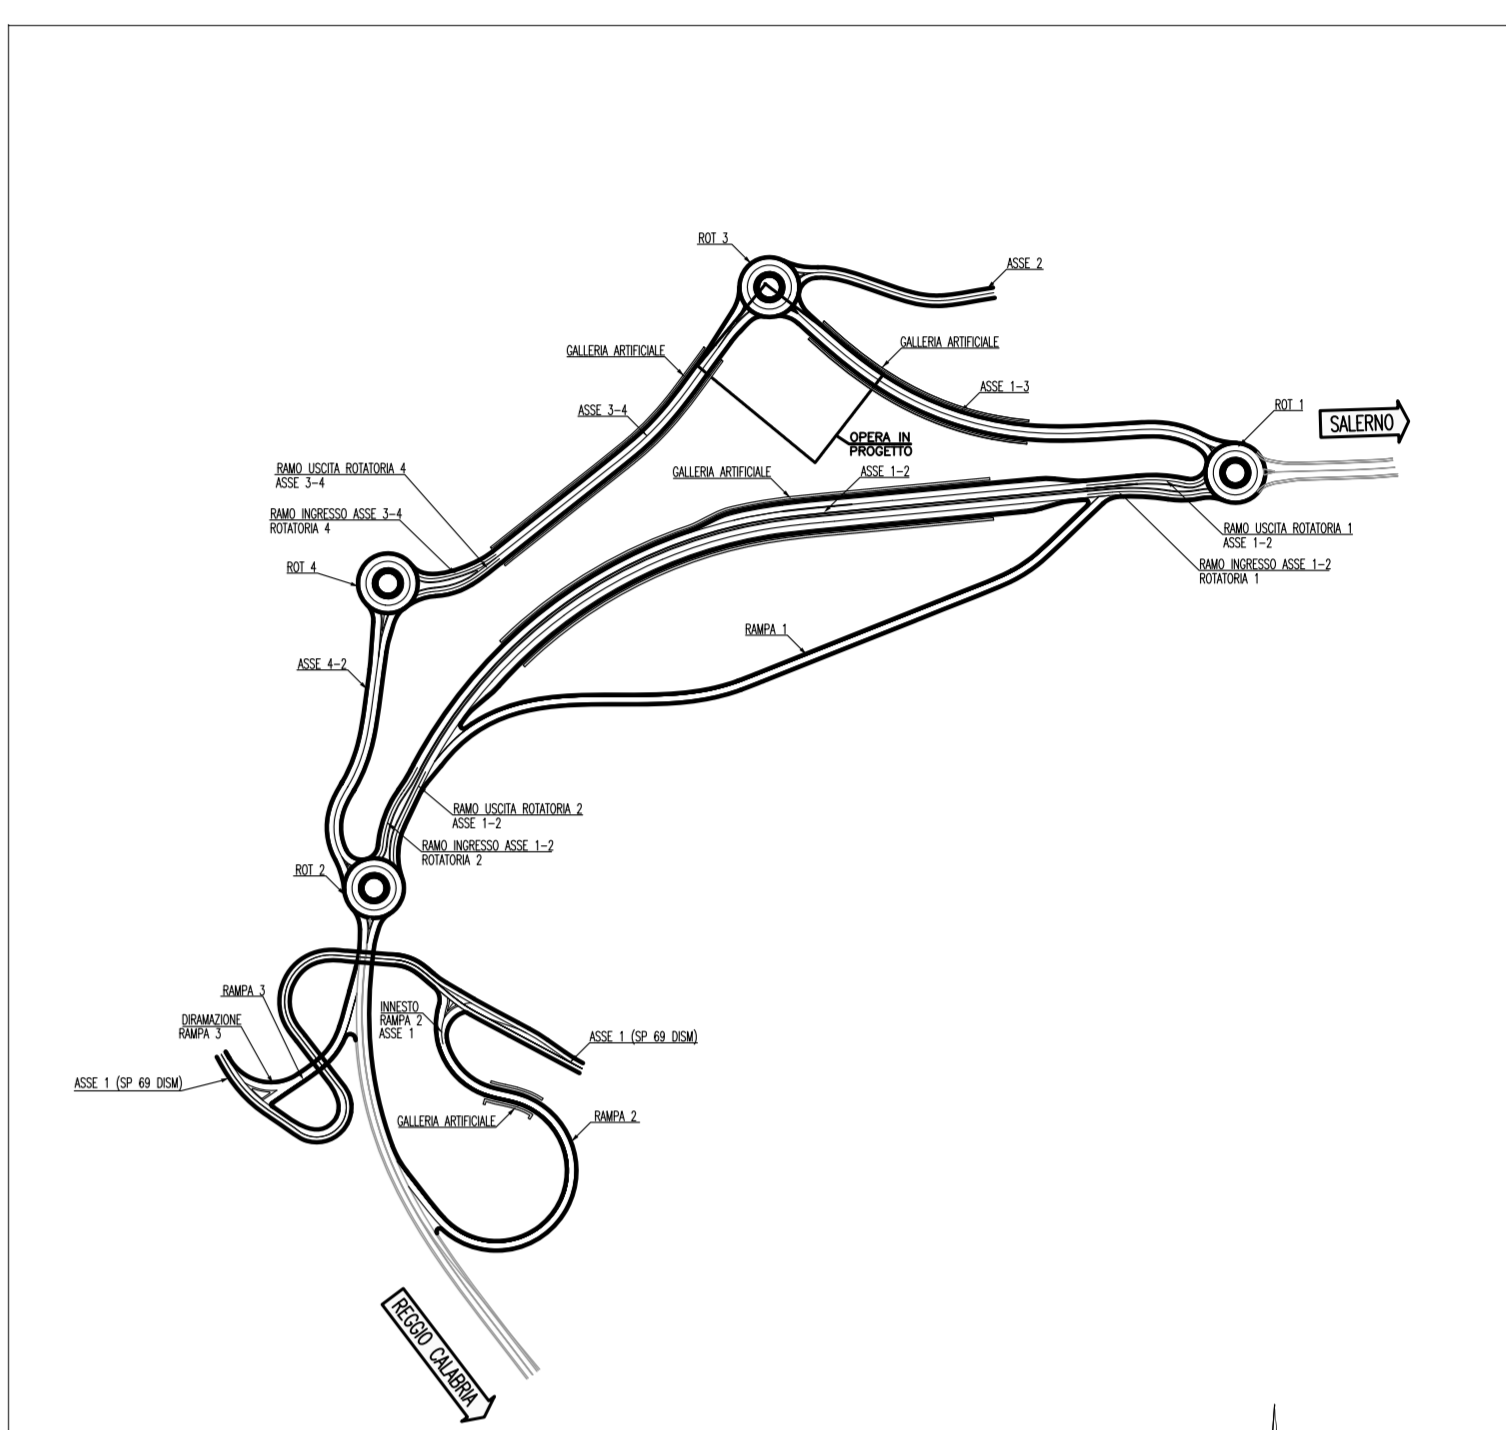 ROT 3
ASSE 2
GALLERIA ARTIFICIALE
GALLERIA ARTIFICIALE
ASSE 1-3
ASSE 3-4
ROT 1
SALERNO
OPERA IN
PROGETTO
RAMO USCITA ROTATORIA 4
ASSE 3-4
GALLERIA ARTIFICIALE
ASSE 1-2
RAMO INGRESSO ASSE 3-4
ROTATORIA 4
RAMO USCITA ROTATORIA 1
ASSE 1-2
ROT 4
RAMO INGRESSO ASSE 1-2
ROTATORIA 1
RAMPA 1
ASSE 4-2
RAMO USCITA ROTATORIA 2
ASSE 1-2
RAMO INGRESSO ASSE 1-2
ROTATORIA 2
ROT 2
RAMPA 3
DIRAMAZIONE
RAMPA 3
INNESTO
RAMPA 2
ASSE 1
ASSE 1 (SP 69 DISM)
ASSE 1 (SP 69 DISM)
GALLERIA ARTIFICIALE
RAMPA 2
REGGIO CALABRIA